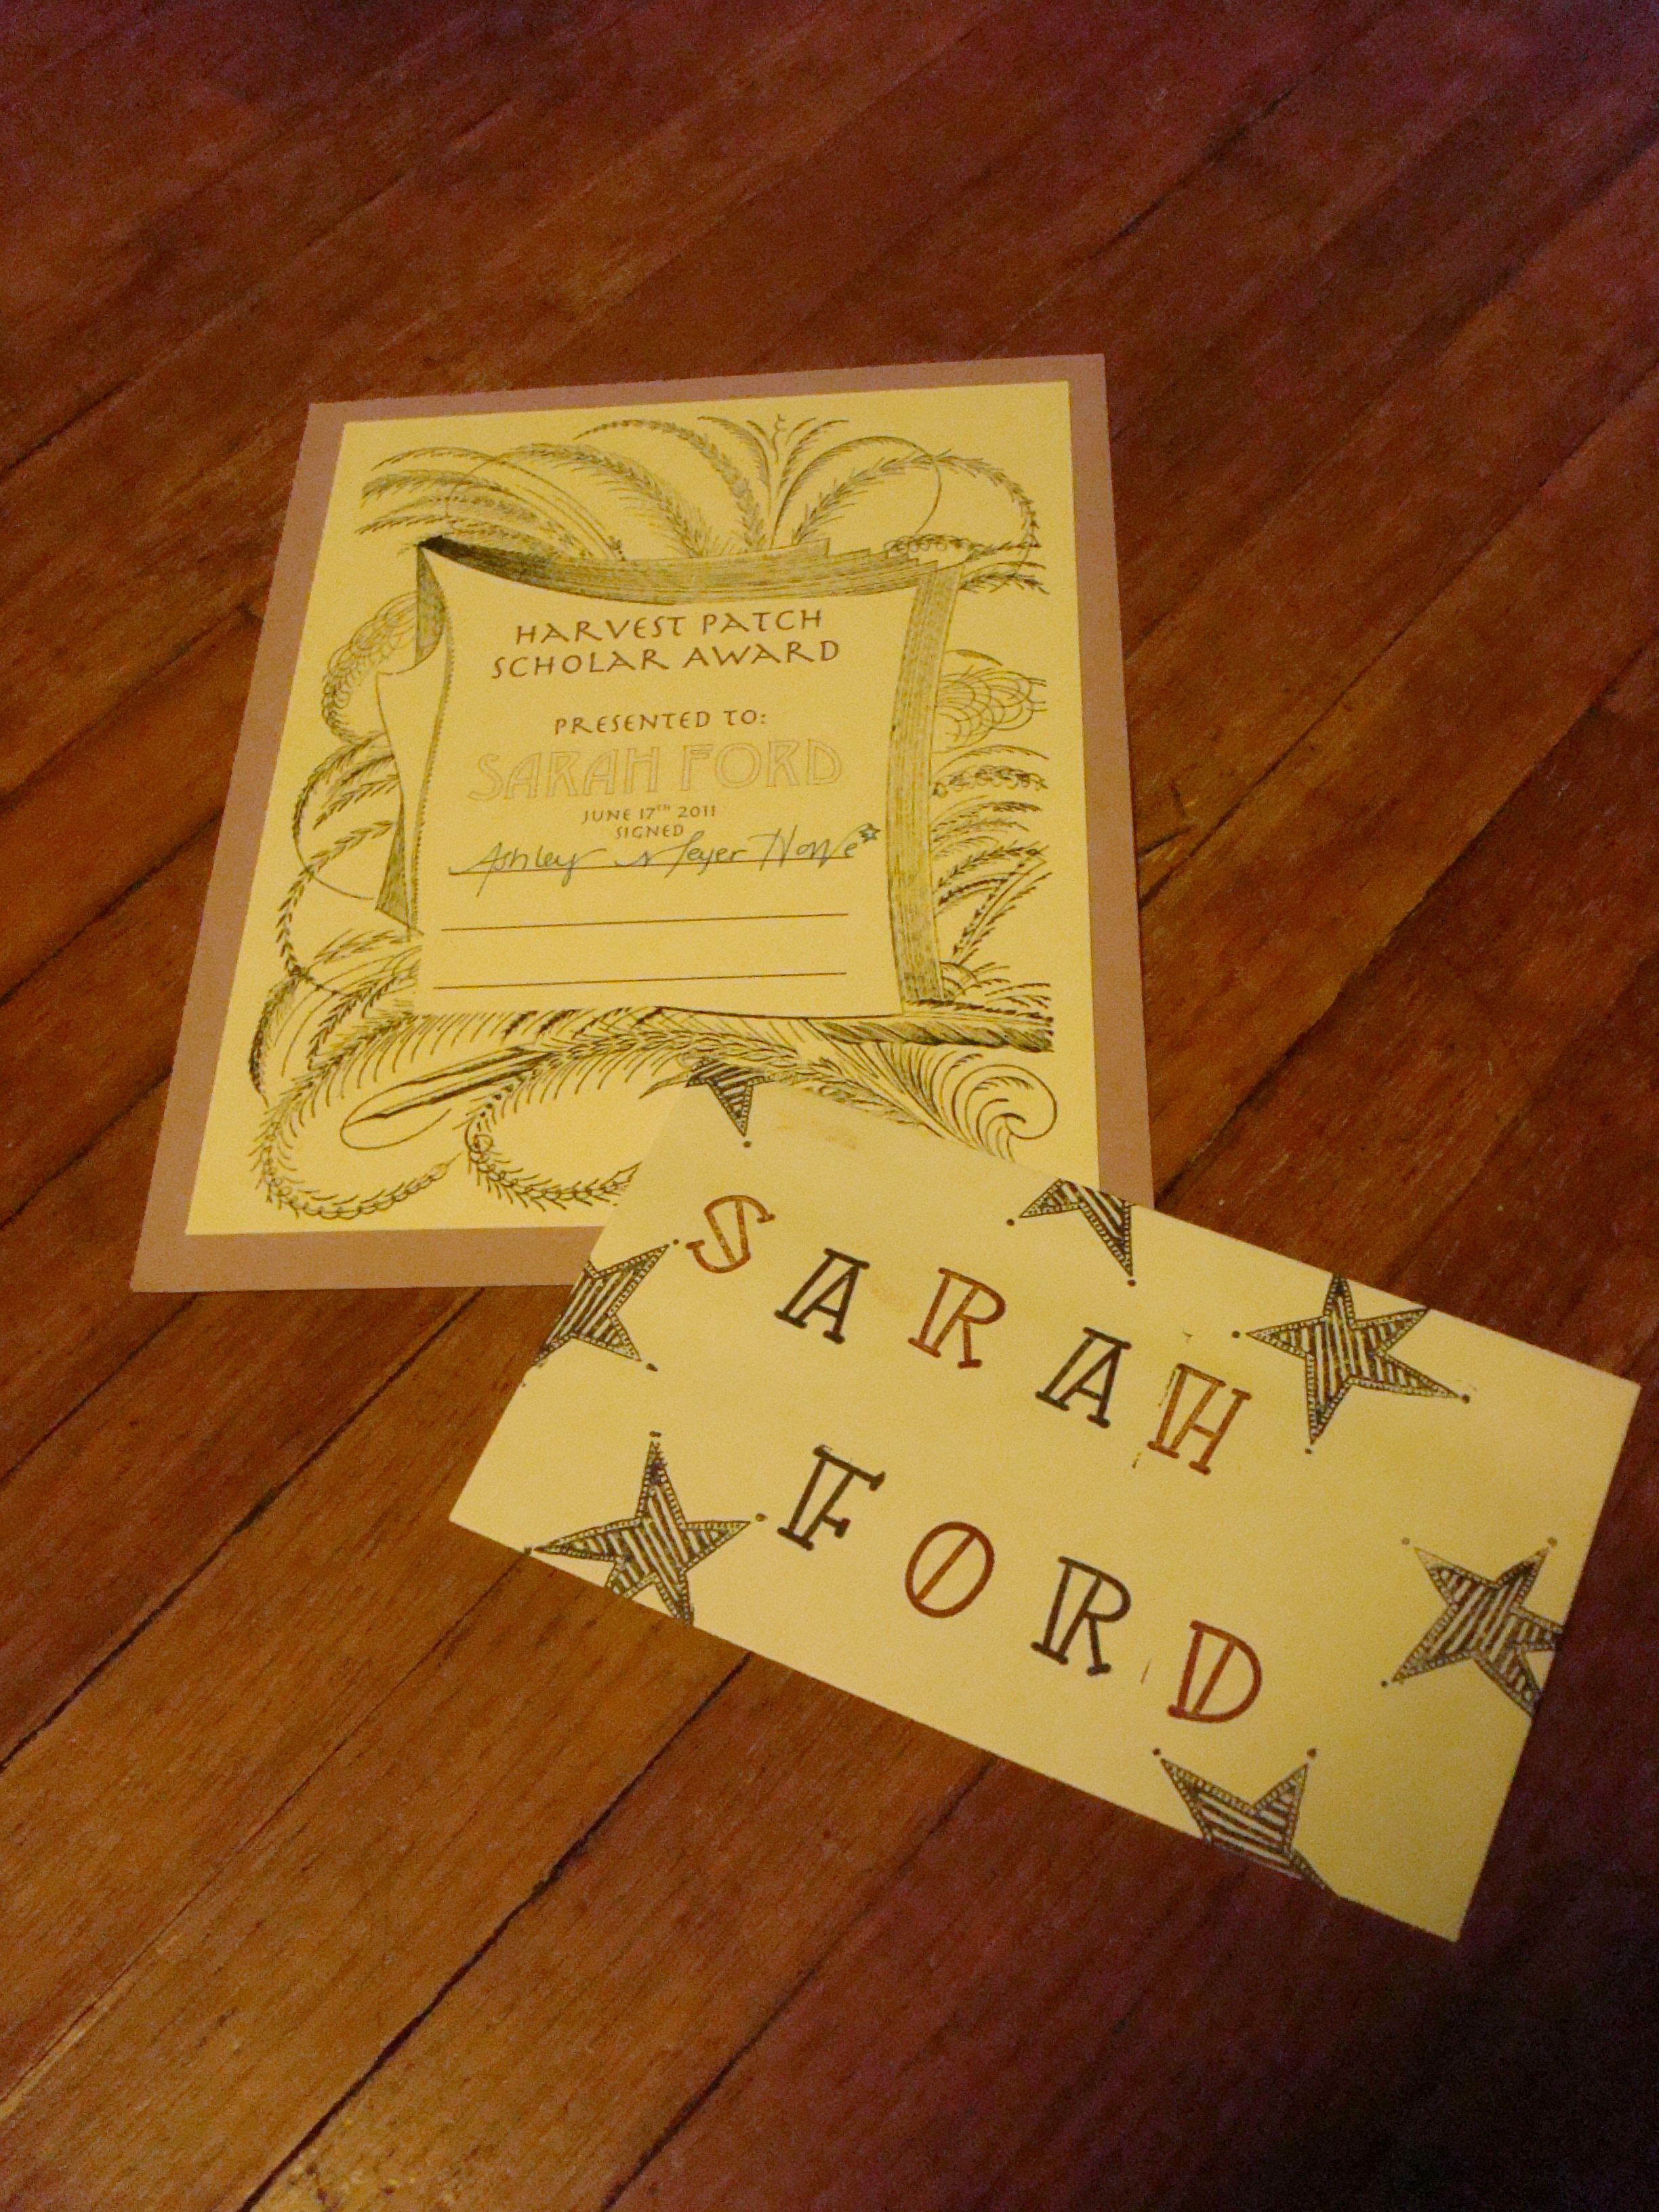 HARVEST PATCH
SCHOLAR AWARD
PRESENTED TO:
SARAH FORD
JUNE 17TH 2011
SIGNED
Ashley Meyer Howe
SARAH
FORD